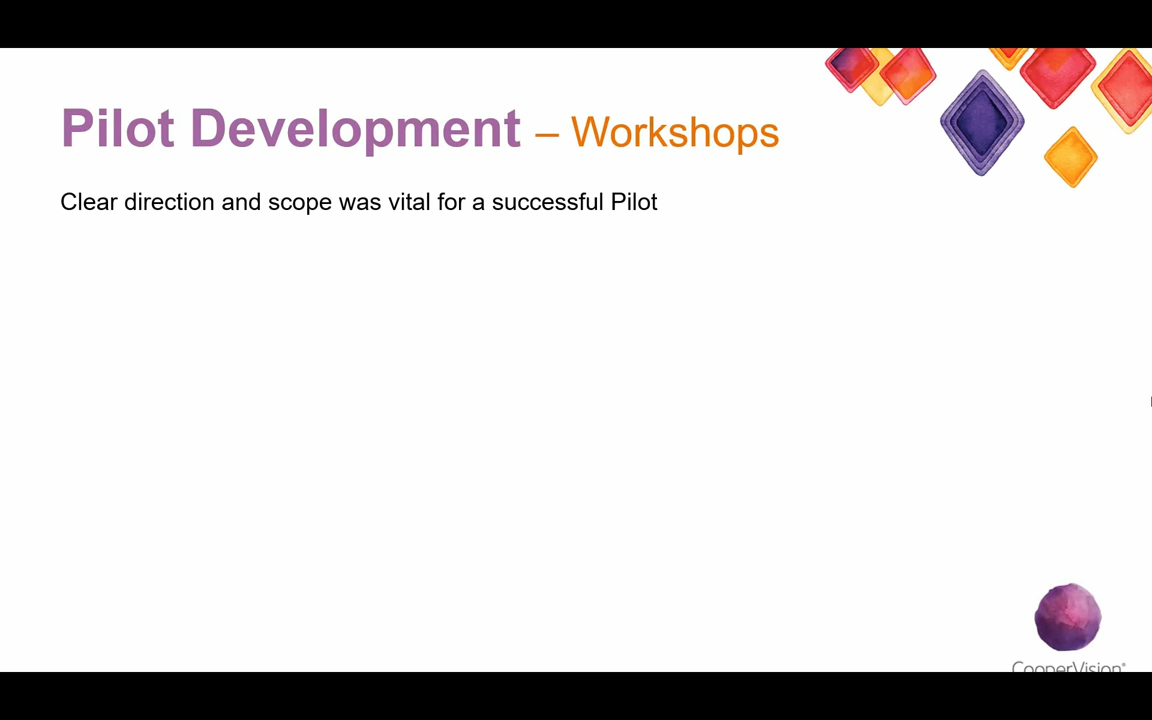 Pilot Development – Workshops
Clear direction and scope was vital for a successful Pilot
CooperVision®